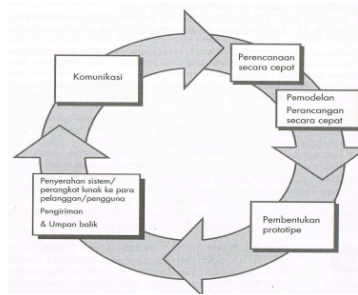 Komunikasi
Perencanaan
secara cepat
Pemodelan
Perancangan
secara cepat
Pembentukan
prototipe
Penyerahan sistem/
perangkat lunak ke para
pelanggan/pengguna
Pengiriman
& Umpan balik